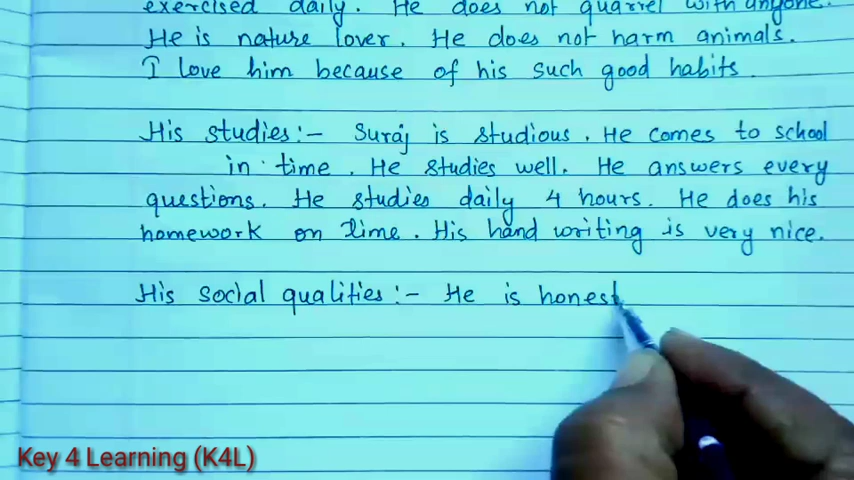 exercised daily. He does not quarrel with anyone.
He is nature lover. He does not harm animals.
I love him because of his such good habits.
His studies:- Suraj is studious. He comes to school
in time. He studies well. He answers every
questions. He studies daily 4 hours. He does his
homework on time. His hand writing is very nice.
His social qualities:- He is honest
Key 4 Learning (K4L)